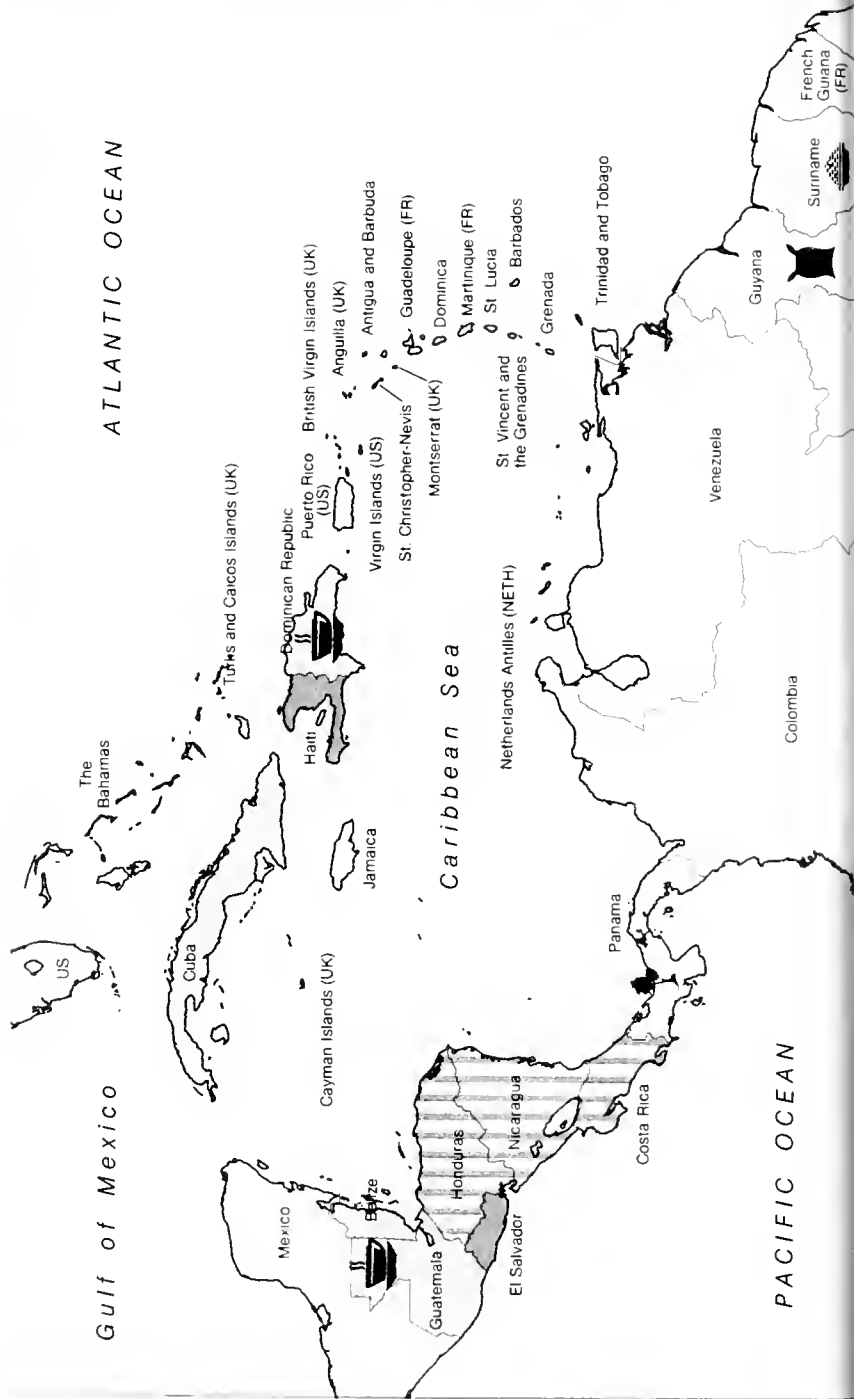 Gulf of Mexico
ATLANTIC OCEAN
US
The
Bahamas
Turks and Caicos Islands (UK)
Cuba
Mexico
Cayman Islands (UK)
Jamaica
Haiti
Dominican Republic
Puerto Rico
(US)
British Virgin Islands (UK)
Virgin Islands (US)
Anguilla (UK)
St. Christopher-Nevis
Antigua and Barbuda
Montserrat (UK)
Guadeloupe (FR)
Dominica
Martinique (FR)
St Lucia
Barbados
St Vincent and
the Grenadines
Grenada
Trinidad and Tobago
Belize
Guatemala
Honduras
El Salvador
Nicaragua
Costa Rica
Panama
Caribbean Sea
Netherlands Antilles (NETH)
Venezuela
Colombia
Guyana
Suriname
French
Guiana
(FR)
PACIFIC OCEAN